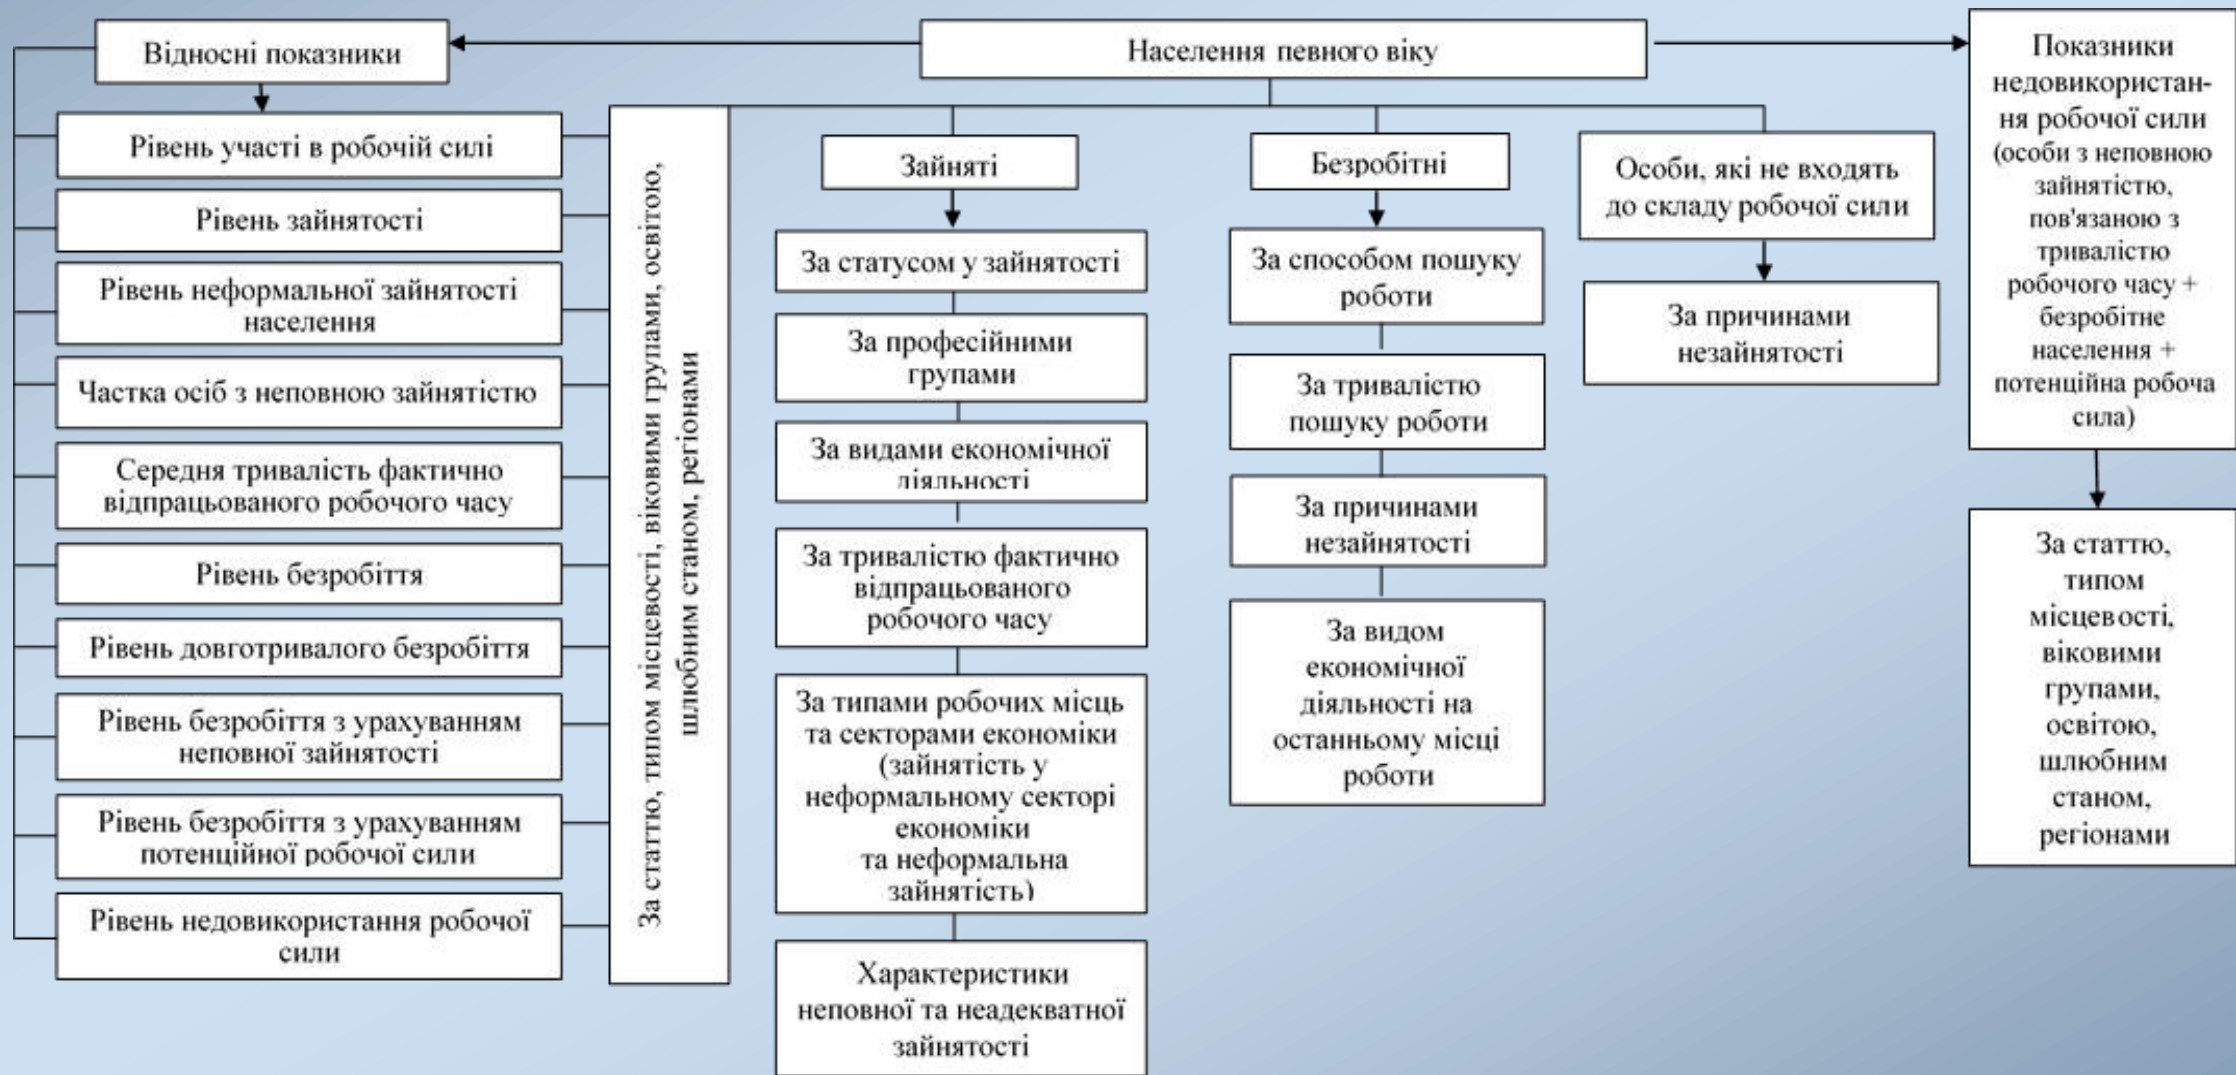 Відносні показники
Населення певного віку
Показники
недовикористан-
ня робочої сили
(особи з неповною
зайнятістю,
пов'язаною з
тривалістю
робочого часу +
безробітне
населення +
потенційна робоча
сила)
Рівень участі в робочій силі
Рівень зайнятості
Рівень неформальної зайнятості
населення
Частка осіб з неповною зайнятістю
Середня тривалість фактично
відпрацьованого робочого часу
Рівень безробіття
Рівень довготривалого безробіття
Рівень безробіття з урахуванням
неповної зайнятості
Рівень безробіття з урахуванням
потенційної робочої сили
Рівень недовикористання робочої
сили
За статтю, типом місцевості, віковими групами, освітою,
шлюбним станом, регіонами
Зайняті
За статусом у зайнятості
За професійними
групами
За видами економічної
діяльності
За тривалістю фактично
відпрацьованого
робочого часу
За типами робочих місць
та секторами економіки
(зайнятість у
неформальному секторі
економіки
та неформальна
зайнятість)
Характеристики
неповної та неадекватної
зайнятості
Безробітні
За способом пошуку
роботи
За тривалістю
пошуку роботи
За причинами
незайнятості
За видом
економічної
діяльності на
останньому місці
роботи
Особи, які не входять
до складу робочої сили
За причинами
незайнятості
За статтю,
типом
місцевості,
віковими
групами,
освітою,
шлюбним
станом,
регіонами